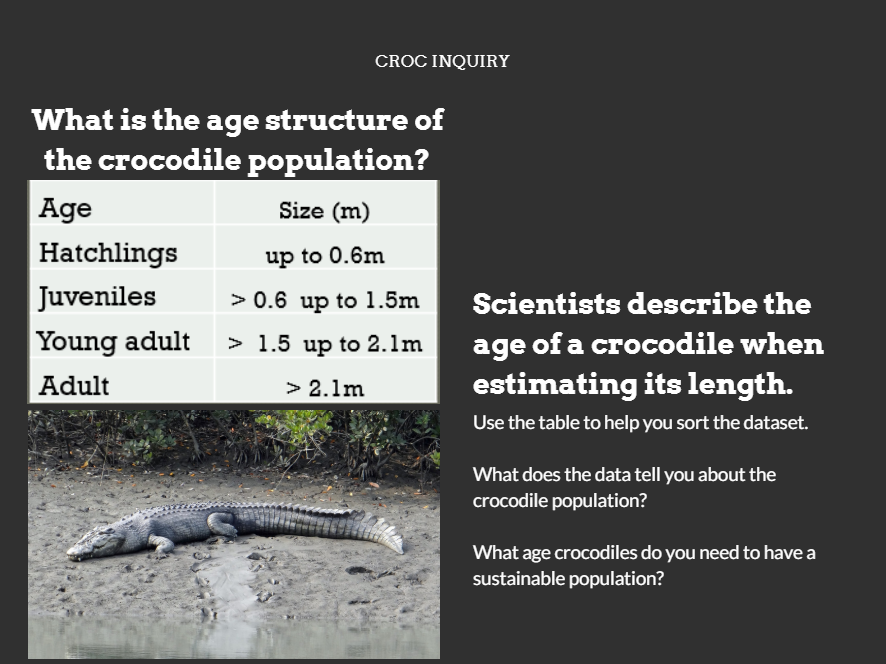 CROC INQUIRY
What is the age structure of
the crocodile population?
Age Size (m)
Hatchlings up to 0.6m
Juveniles > 0.6 up to 1.5m
Young adult > 1.5 up to 2.1m
Adult > 2.1m
Scientists describe the
age of a crocodile when
estimating its length.
Use the table to help you sort the dataset.
What does the data tell you about the
crocodile population?
What age crocodiles do you need to have a
sustainable population?